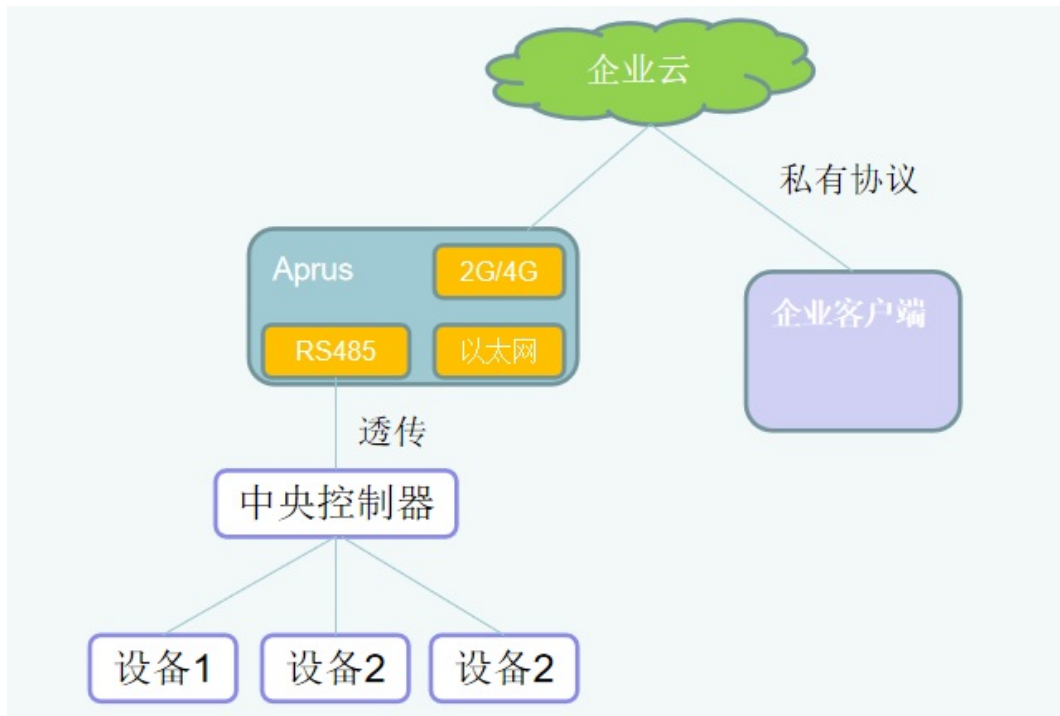 企业云
私有协议
Aprus
2G/4G
企业客户端
RS485
以太网
透传
中央控制器
设备1
设备2
设备2